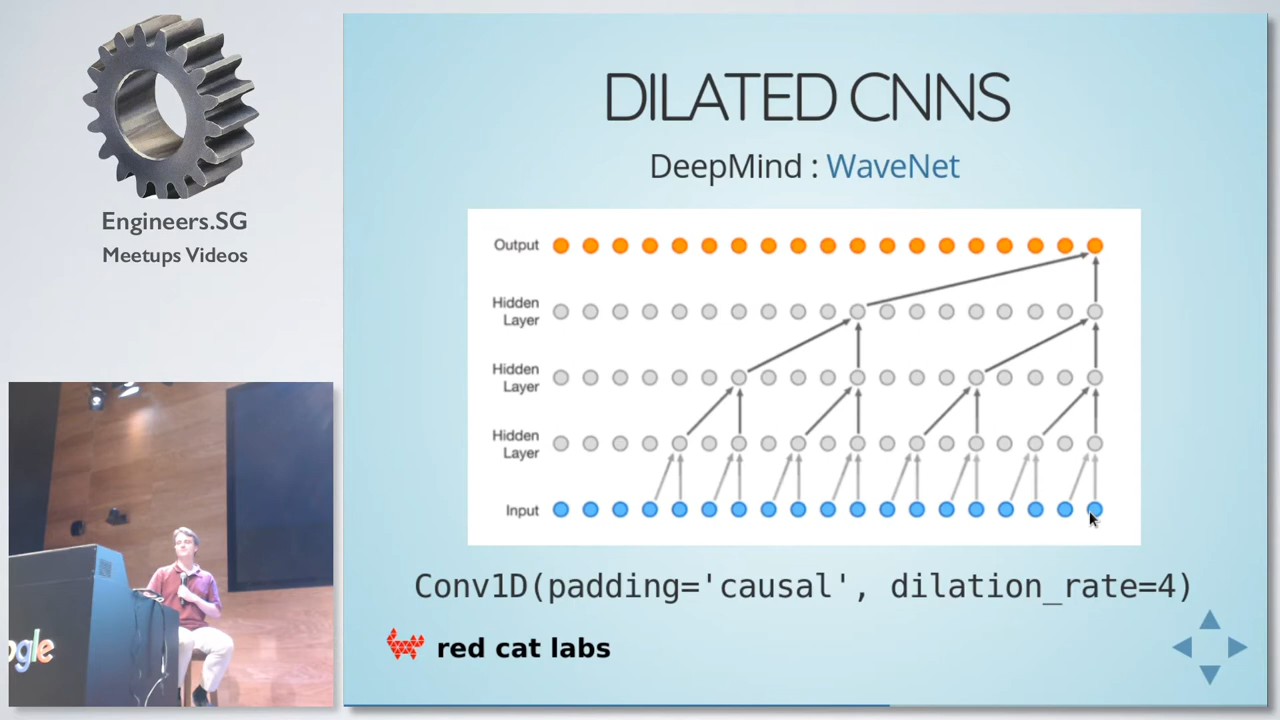 Engineers.SG
Meetups Videos
DILATED CNNS
DeepMind : WaveNet
Output
Hidden
Layer
Hidden
Layer
Hidden
Layer
Input
Conv1D(padding='causal', dilation_rate=4)
red cat labs
ogle